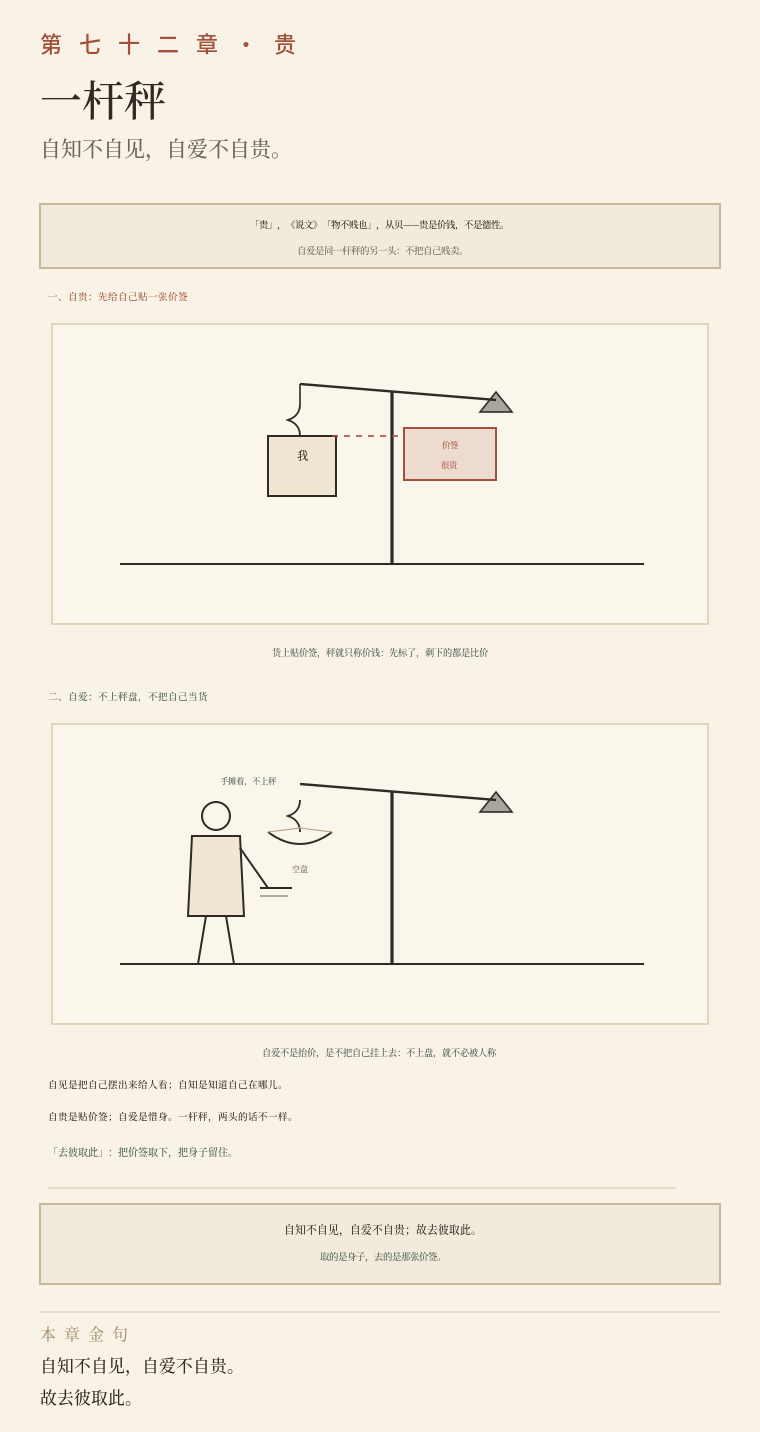 第七十二章·贵
一杆秤
自知不自见，自爱不自贵。
「贵」，《说文》「物不贱也」，从贝——贵是价钱，不是德性。
自爱是同一杆秤的另一头：不把自己贱卖。
一、自贵：先给自己贴一张价签
我
价签
很贵
货上贴价签，秤就只称价钱：先标了，剩下的都是比价
二、自爱：不上秤盘，不把自己当货
手摊着，不上秤
空盘
自爱不是抬价，是不把自己挂上去：不上盘，就不必被人称
自见是把自己摆出来给人看；自知是知道自己在哪儿。
自贵是贴价签；自爱是惜身。一杆秤，两头的话不一样。
「去彼取此」：把价签取下，把身子留住。
自知不自见，自爱不自贵；故去彼取此。
取的是身子，去的是那张价签。
本章金句
自知不自见，自爱不自贵。
故去彼取此。